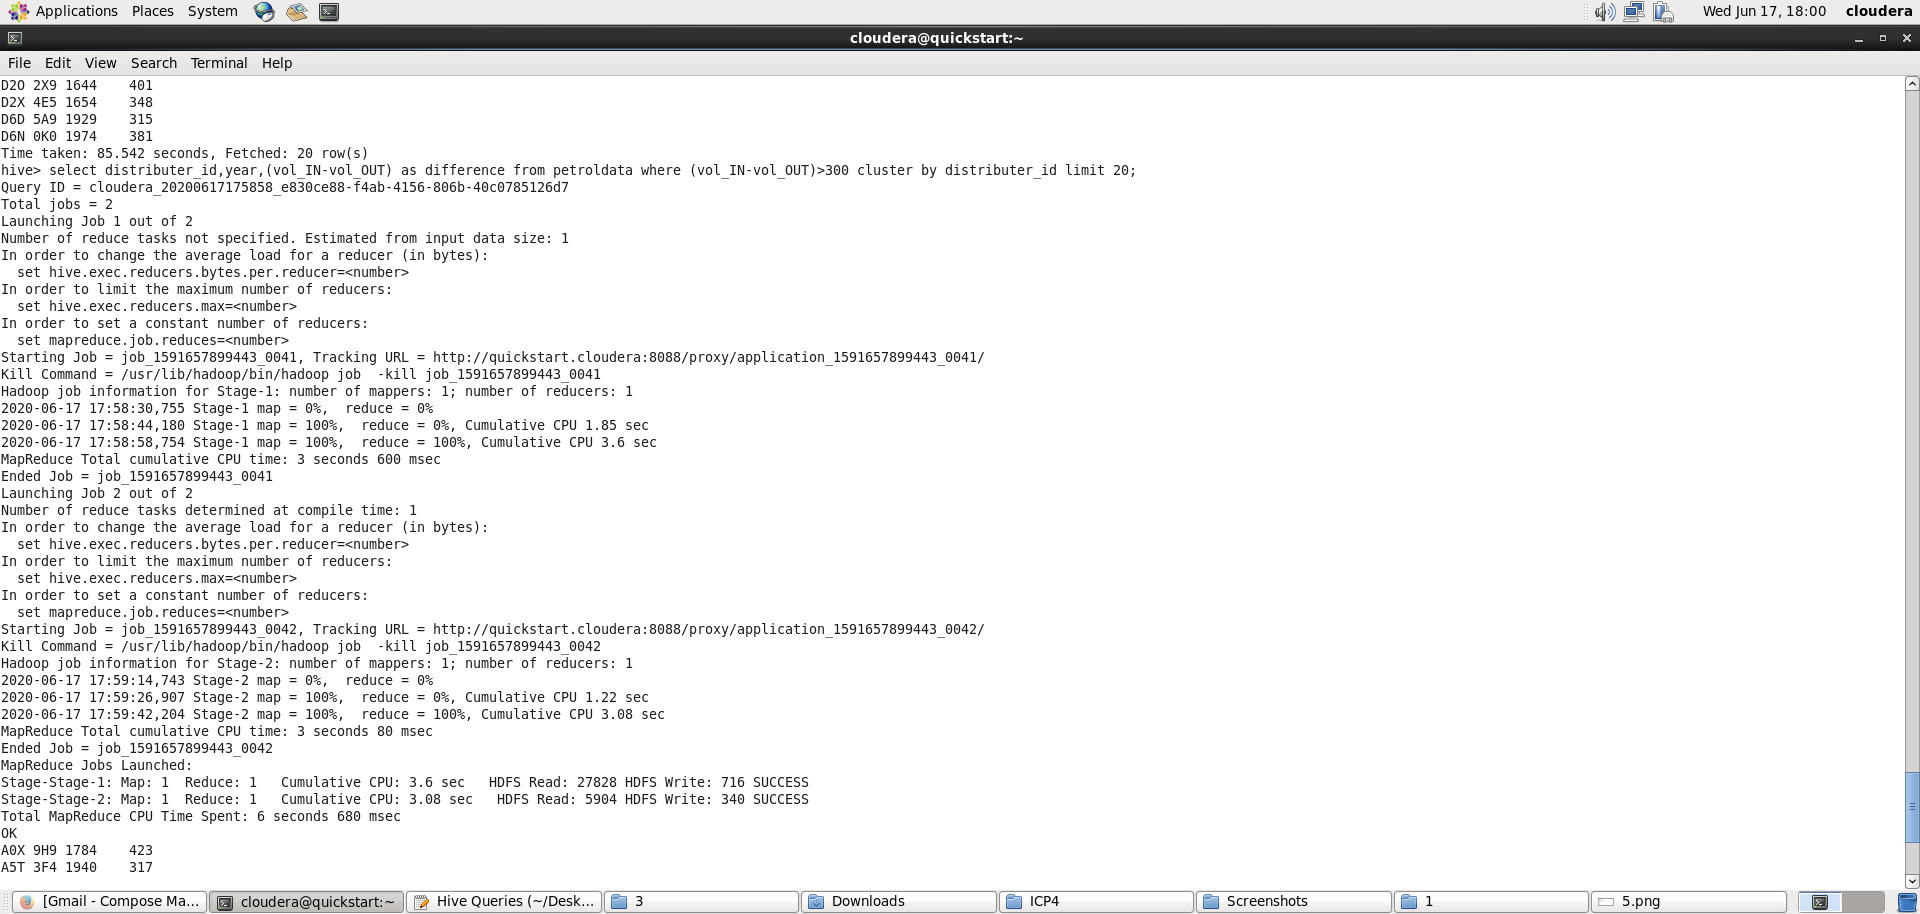 Applications Places System Wed Jun 17, 18:00 cloudera
cloudera@quickstart:~
File Edit View Search Terminal Help
D2O 2X9 1644    401
D2X 4E5 1654    348
D6D 5A9 1929    315
D6N 0K0 1974    381
Time taken: 85.542 seconds, Fetched: 20 row(s)
hive> select distributer_id,year,(vol_IN-vol_OUT) as difference from petroldata where (vol_IN-vol_OUT)>300 cluster by distributer_id limit 20;
Query ID = cloudera_20200617175858_e830ce88-f4ab-4156-806b-40c0785126d7
Total jobs = 2
Launching Job 1 out of 2
Number of reduce tasks not specified. Estimated from input data size: 1
In order to change the average load for a reducer (in bytes):
  set hive.exec.reducers.bytes.per.reducer=<number>
In order to limit the maximum number of reducers:
  set hive.exec.reducers.max=<number>
In order to set a constant number of reducers:
  set mapreduce.job.reduces=<number>
Starting Job = job_1591657899443_0041, Tracking URL = http://quickstart.cloudera:8088/proxy/application_1591657899443_0041/
Kill Command = /usr/lib/hadoop/bin/hadoop job  -kill job_1591657899443_0041
Hadoop job information for Stage-1: number of mappers: 1; number of reducers: 1
2020-06-17 17:58:30,755 Stage-1 map = 0%,  reduce = 0%
2020-06-17 17:58:44,180 Stage-1 map = 100%,  reduce = 0%, Cumulative CPU 1.85 sec
2020-06-17 17:58:58,754 Stage-1 map = 100%,  reduce = 100%, Cumulative CPU 3.6 sec
MapReduce Total cumulative CPU time: 3 seconds 600 msec
Ended Job = job_1591657899443_0041
Launching Job 2 out of 2
Number of reduce tasks determined at compile time: 1
In order to change the average load for a reducer (in bytes):
  set hive.exec.reducers.bytes.per.reducer=<number>
In order to limit the maximum number of reducers:
  set hive.exec.reducers.max=<number>
In order to set a constant number of reducers:
  set mapreduce.job.reduces=<number>
Starting Job = job_1591657899443_0042, Tracking URL = http://quickstart.cloudera:8088/proxy/application_1591657899443_0042/
Kill Command = /usr/lib/hadoop/bin/hadoop job  -kill job_1591657899443_0042
Hadoop job information for Stage-2: number of mappers: 1; number of reducers: 1
2020-06-17 17:59:14,743 Stage-2 map = 0%,  reduce = 0%
2020-06-17 17:59:26,907 Stage-2 map = 100%,  reduce = 0%, Cumulative CPU 1.22 sec
2020-06-17 17:59:42,204 Stage-2 map = 100%,  reduce = 100%, Cumulative CPU 3.08 sec
MapReduce Total cumulative CPU time: 3 seconds 80 msec
Ended Job = job_1591657899443_0042
MapReduce Jobs Launched:
Stage-Stage-1: Map: 1  Reduce: 1   Cumulative CPU: 3.6 sec   HDFS Read: 27828 HDFS Write: 716 SUCCESS
Stage-Stage-2: Map: 1  Reduce: 1   Cumulative CPU: 3.08 sec   HDFS Read: 5904 HDFS Write: 340 SUCCESS
Total MapReduce CPU Time Spent: 6 seconds 680 msec
OK
A0X 9H9 1784    423
A5T 3F4 1940    317
[Gmail - Compose Ma... cloudera@quickstart:~ Hive Queries (~/Desk... 3 Downloads ICP4 Screenshots 1 5.png